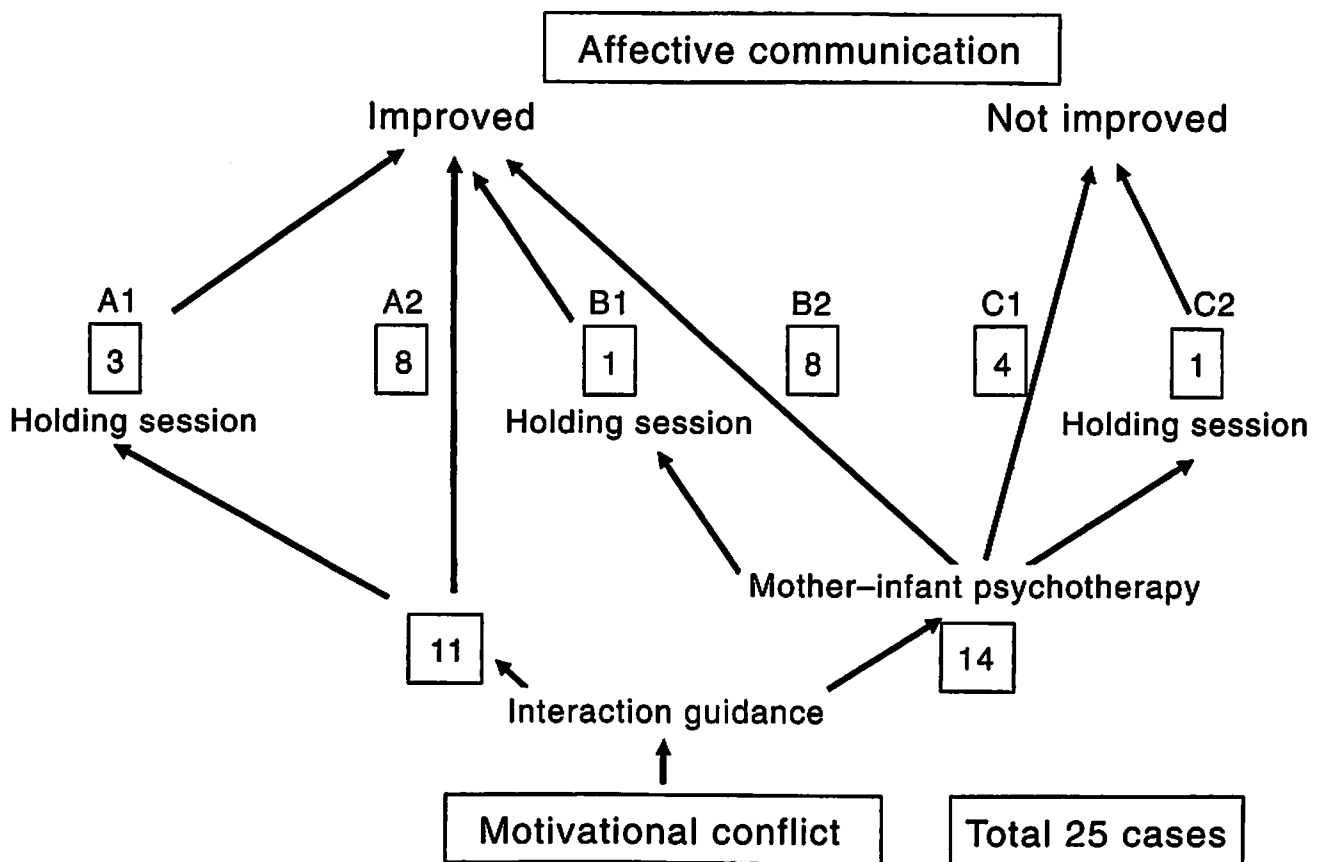 Affective communication
Improved
Not improved
A1
A2
B1
B2
C1
C2
3
8
1
8
4
1
Holding session
Holding session
Holding session
Mother–infant psychotherapy
11
14
Interaction guidance
Motivational conflict
Total 25 cases